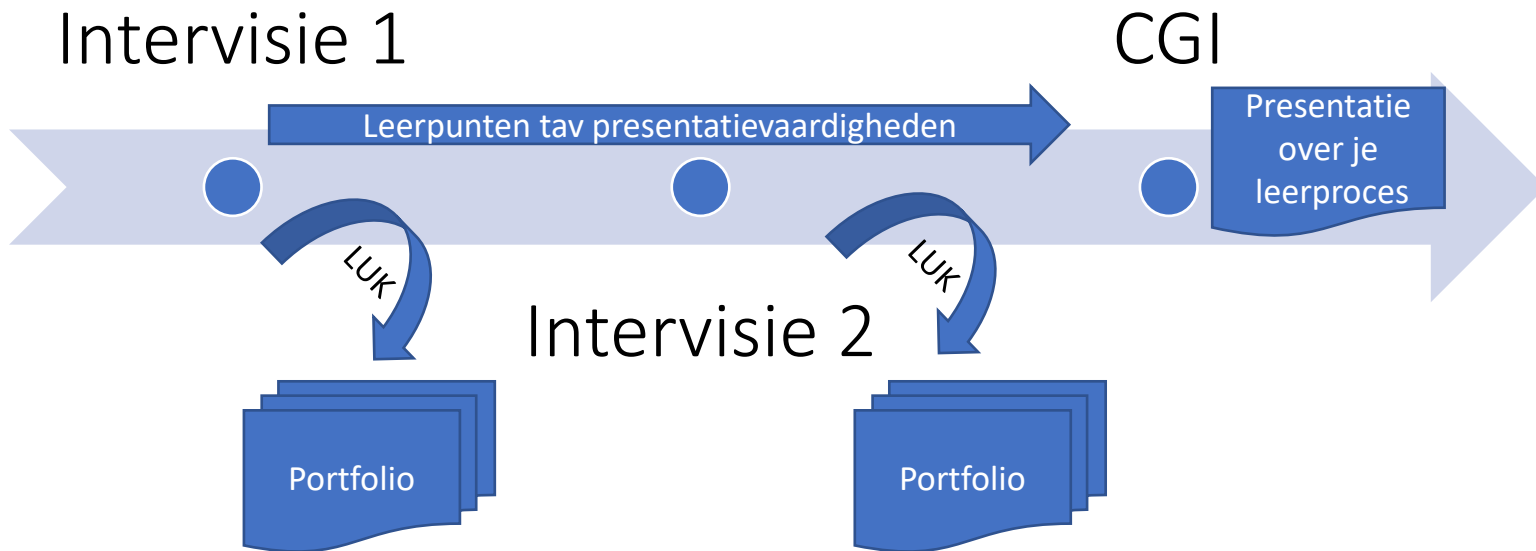 Intervisie 1
CGI
Leerpunten tav presentatievaardigheden
Presentatie
over je
leerproces
LUK
LUK
Intervisie 2
Portfolio
Portfolio